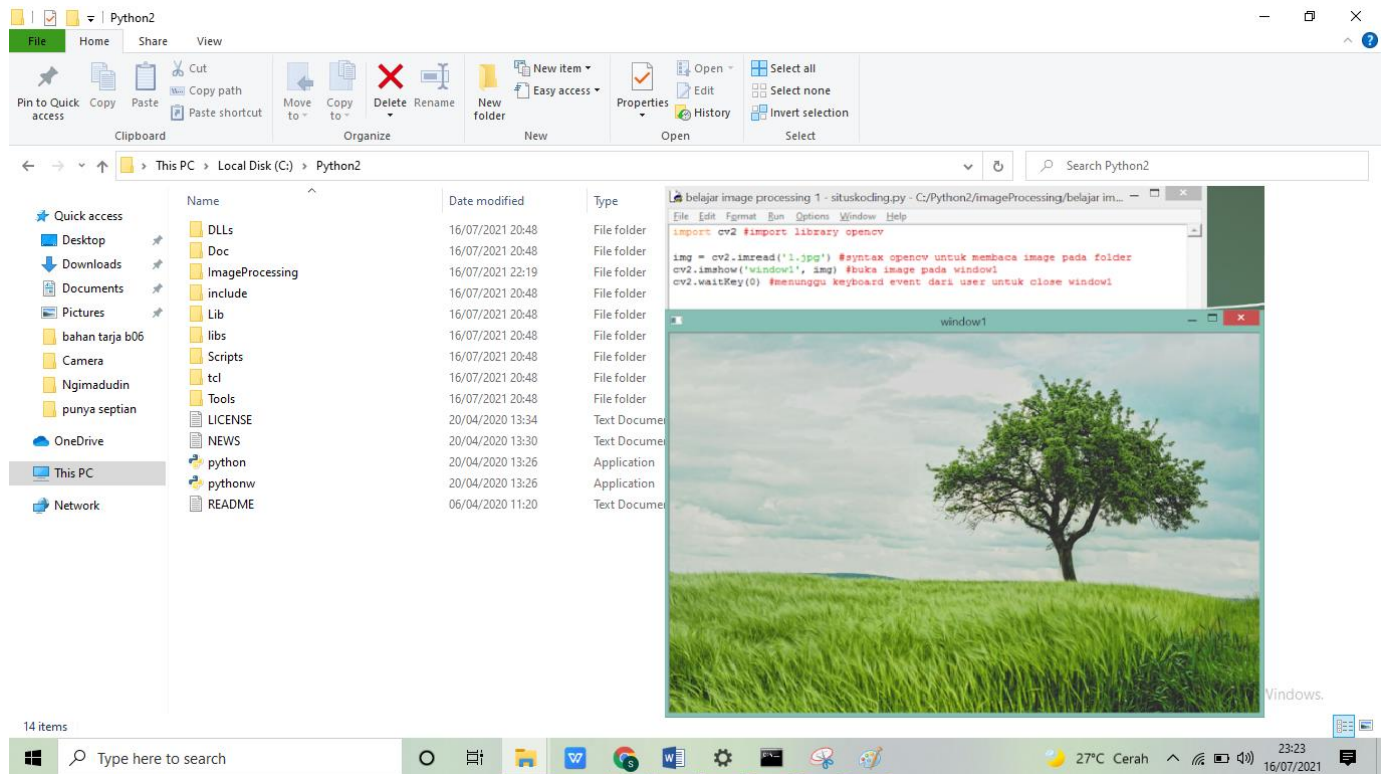 Python2
File Home Share View
Pin to Quick access Copy Paste Cut Copy path Paste shortcut Move to Copy to Delete Rename New folder New item Easy access Properties Open Edit History Select all Select none Invert selection
Clipboard Organize New Open Select
This PC Local Disk (C:) Python2 Search Python2
Name Date modified Type
Quick access
Desktop
Downloads
Documents
Pictures
bahan tarja b06
Camera
Ngimadudin
punya septian
OneDrive
This PC
Network
DLLs 16/07/2021 20:48 File folder
Doc 16/07/2021 20:48 File folder
ImageProcessing 16/07/2021 22:19 File folder
include 16/07/2021 20:48 File folder
Lib 16/07/2021 20:48 File folder
libs 16/07/2021 20:48 File folder
Scripts 16/07/2021 20:48 File folder
tcl 16/07/2021 20:48 File folder
Tools 16/07/2021 20:48 File folder
LICENSE 20/04/2020 13:34 Text Docume
NEWS 20/04/2020 13:30 Text Docume
python 20/04/2020 13:26 Application
pythonw 20/04/2020 13:26 Application
README 06/04/2020 11:20 Text Docume
belajar image processing 1 - situskoding.py - C:/Python2/imageProcessing/belajar im...
File Edit Format Run Options Window Help
import cv2 #import library opencv
img = cv2.imread('1.jpg') #syntax opencv untuk membaca image pada folder
cv2.imshow('window1', img) #buka image pada window1
cv2.waitKey(0) #menunggu keyboard event dari user untuk close window1
window1
Windows.
14 items
Type here to search 27°C Cerah 23:23
16/07/2021